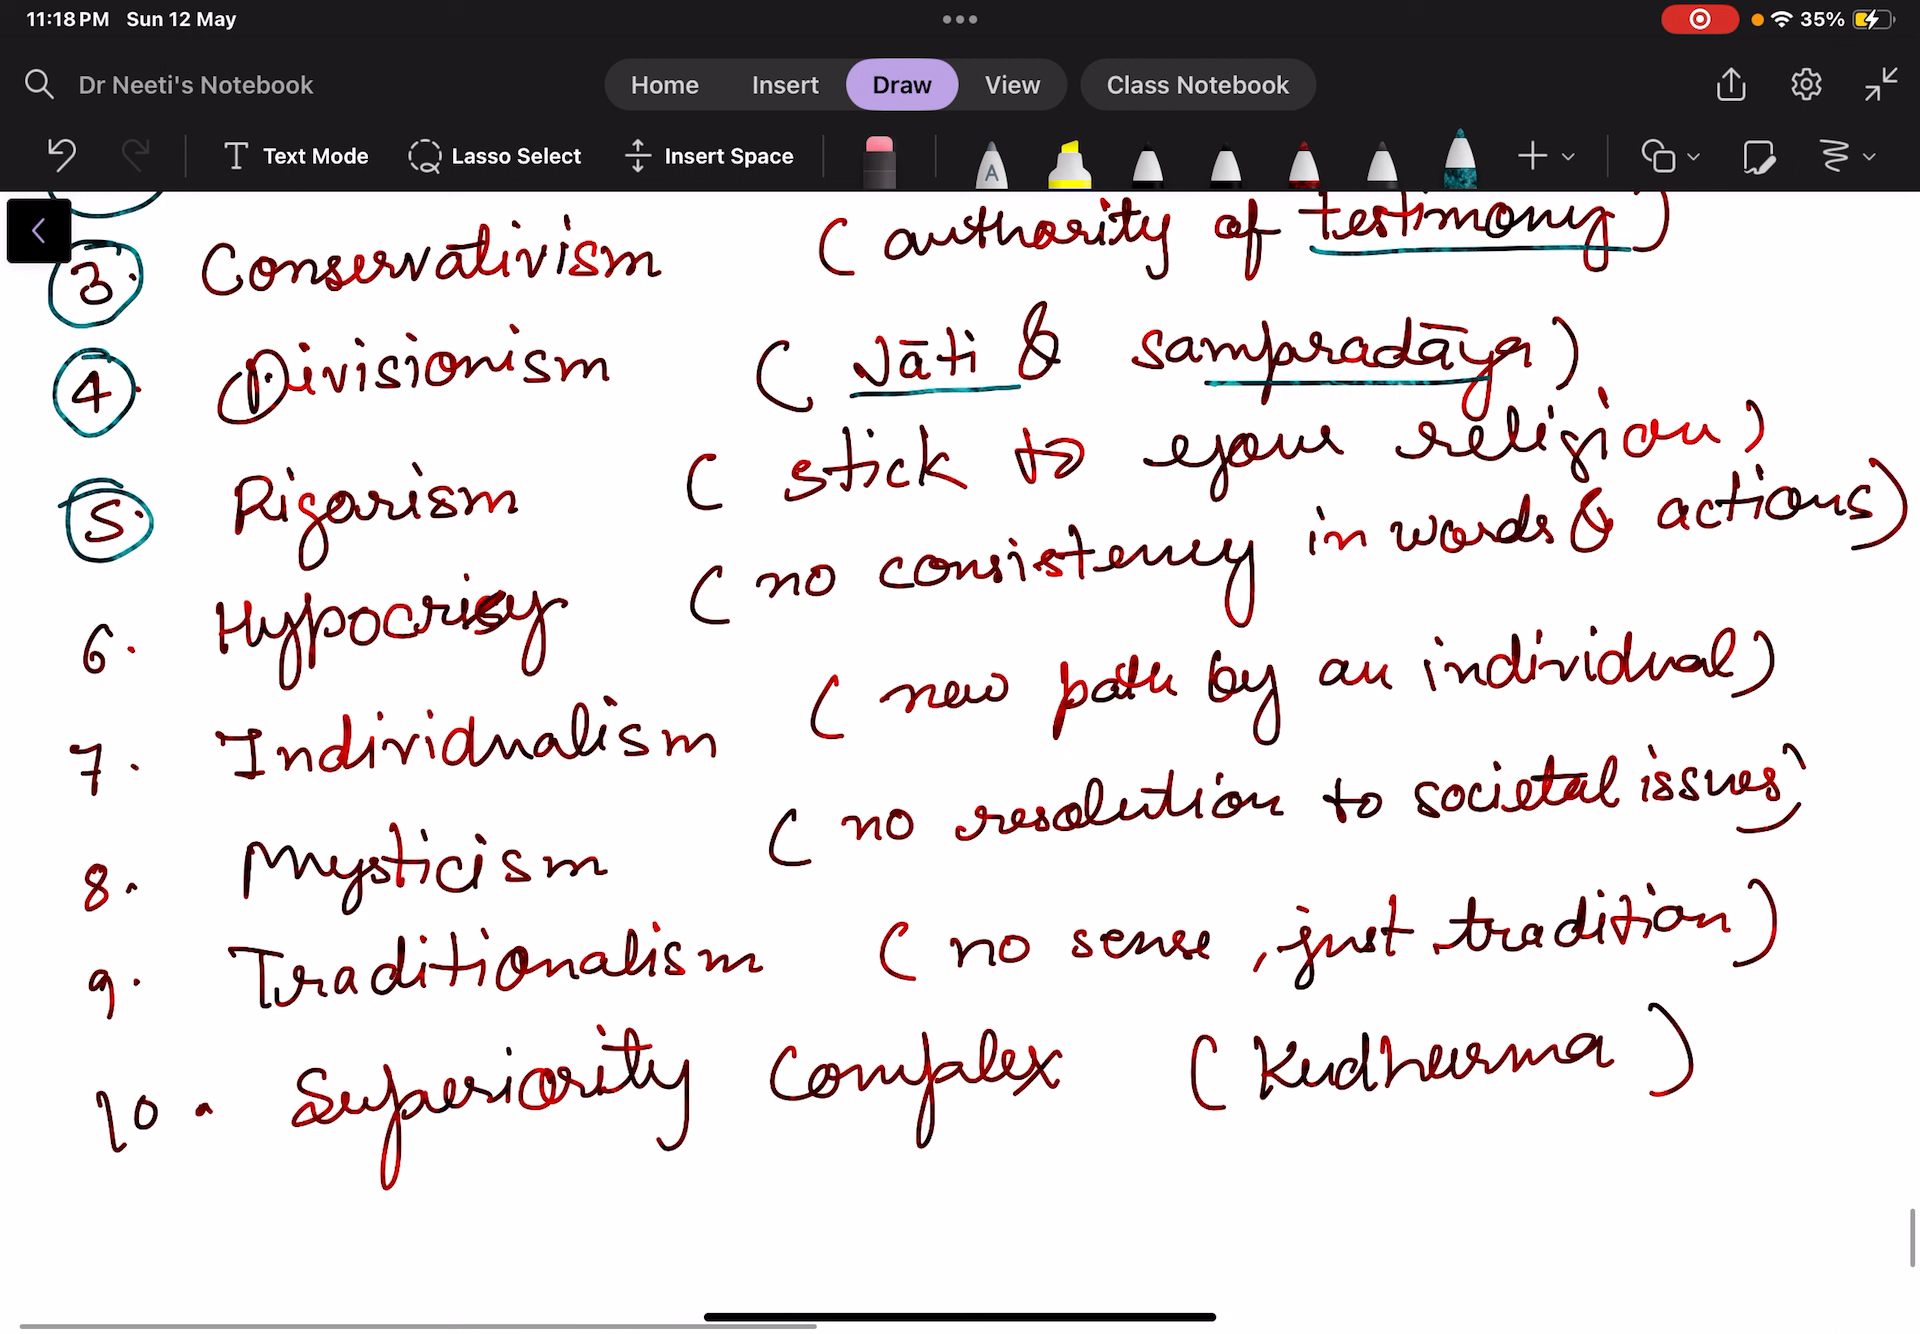 11:18 PM Sun 12 May
35%
Dr Neeti's Notebook
Home Insert Draw View Class Notebook
Text Mode Lasso Select Insert Space A
3. Conservativism (authority of testimony)
4. Divisionism (Jāti & sampradāya)
5. Rigorism (stick to your religion)
6. Hypocrisy (no consistency in words & actions)
7. Individualism (new path by an individual)
8. Mysticism (no resolution to societal issues)
9. Traditionalism (no sense, just tradition)
10. Superiority Complex (Kudharma)